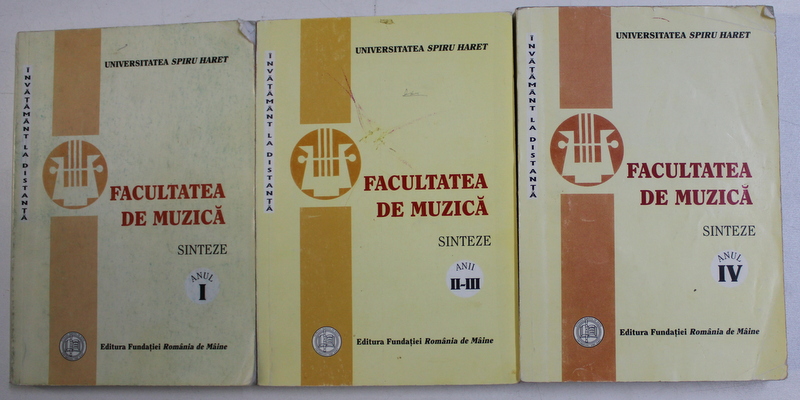 UNIVERSITATEA SPIRU HARET
ÎNVĂȚĂMÂNT LA DISTANȚĂ
FACULTATEA
DE MUZICĂ
SINTEZE
ANUL
I
Editura Fundației România de Mâine
UNIVERSITATEA SPIRU HARET
ÎNVĂȚĂMÂNT LA DISTANȚĂ
FACULTATEA
DE MUZICĂ
SINTEZE
ANII
II-III
Editura Fundației România de Mâine
UNIVERSITATEA SPIRU HARET
ÎNVĂȚĂMÂNT LA DISTANȚĂ
FACULTATEA
DE MUZICĂ
SINTEZE
ANUL
IV
Editura Fundației România de Mâine